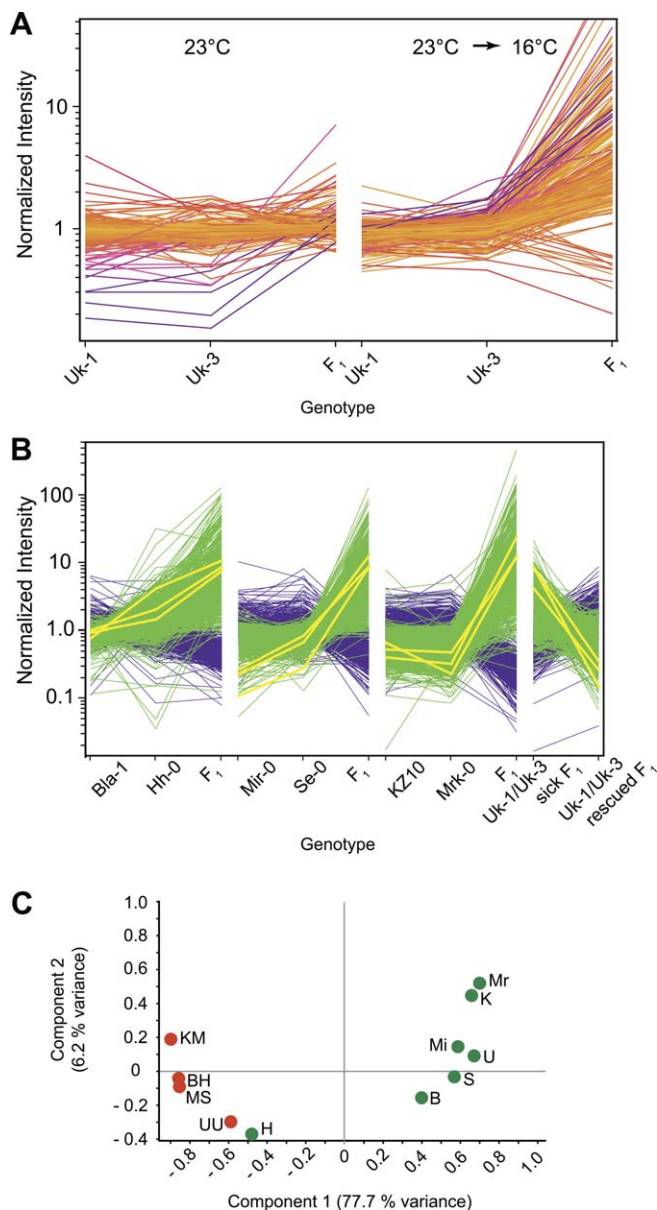 A
23°C
23°C → 16°C
Normalized Intensity
10
1
Uk-1
Uk-3
F1
Uk-1
Uk-3
F1
Genotype
B
Normalized Intensity
100
10
1.0
0.1
Bla-1
Hh-0
F1
Mir-0
Se-0
F1
KZ10
Mrk-0
F1
Uk-1/Uk-3
sick F1
Uk-1/Uk-3
rescued F1
Genotype
C
Component 2
(6.2 % variance)
1.0
0.8
0.6
0.4
0.2
0
- 0.2
- 0.4
KM
BH
MS
UU
H
Mr
K
Mi
U
S
B
- 0.8
- 0.6
- 0.4
- 0.2
0
0.2
0.4
0.6
0.8
1.0
Component 1 (77.7 % variance)